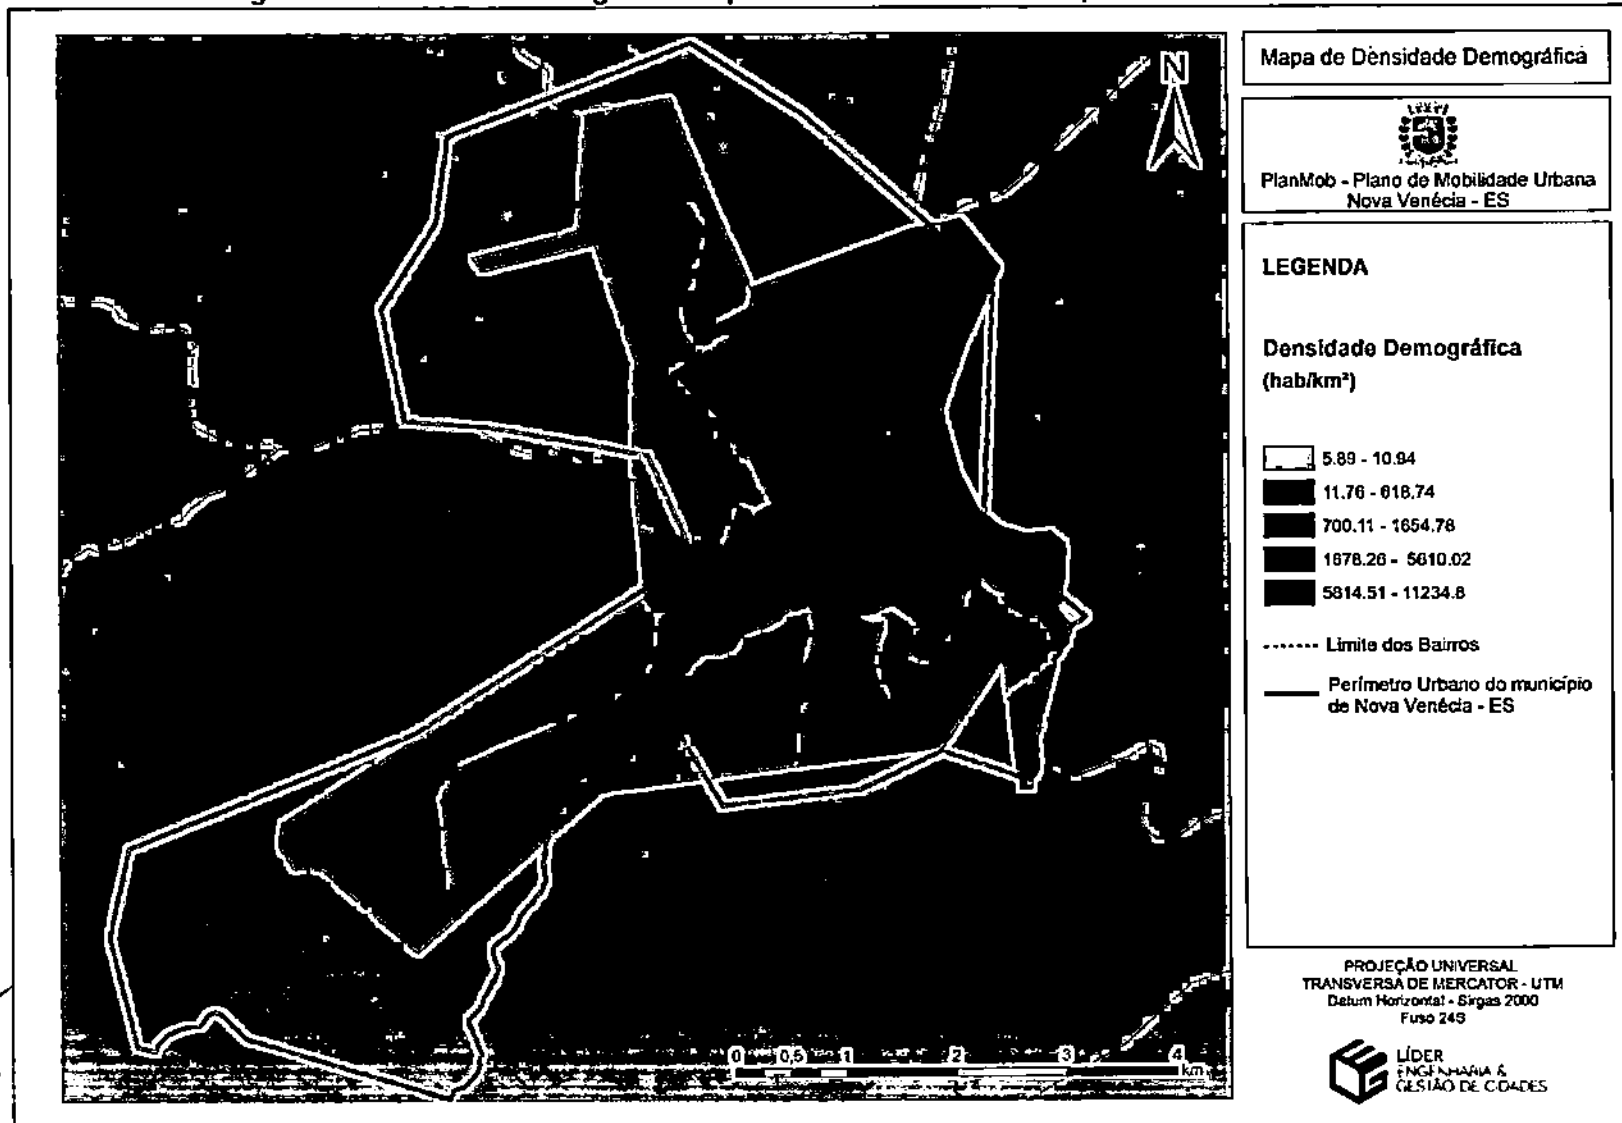 Mapa de Densidade Demográfica
N
PlanMob - Plano de Mobilidade Urbana
Nova Venécia - ES
LEGENDA
Densidade Demográfica
(hab/km²)
5.89 - 10.94
11.76 - 618.74
700.11 - 1654.78
1678.26 - 5610.02
5814.51 - 11234.8
Limite dos Bairros
Perímetro Urbano do município
de Nova Venécia - ES
PROJEÇÃO UNIVERSAL
TRANSVERSA DE MERCATOR - UTM
Datum Horizontal - Sirgas 2000
Fuso 24S
0 0,5 1 2 3 4
km
LÍDER
ENGENHARIA &
GESTÃO DE CIDADES